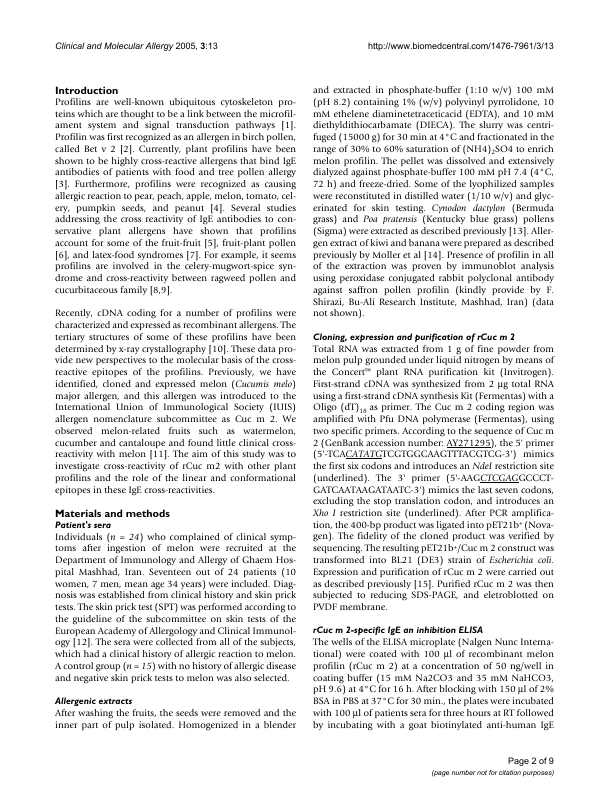 Clinical and Molecular Allergy 2005, 3:13
http://www.biomedcentral.com/1476-7961/3/13
Introduction
Profilins are well-known ubiquitous cytoskeleton pro-
teins which are thought to be a link between the microfil-
ament system and signal transduction pathways [1].
Profilin was first recognized as an allergen in birch pollen,
called Bet v 2 [2]. Currently, plant profilins have been
shown to be highly cross-reactive allergens that bind IgE
antibodies of patients with food and tree pollen allergy
[3]. Furthermore, profilins were recognized as causing
allergic reaction to pear, peach, apple, melon, tomato, cel-
ery, pumpkin seeds, and peanut [4]. Several studies
addressing the cross reactivity of IgE antibodies to con-
servative plant allergens have shown that profilins
account for some of the fruit-fruit [5], fruit-plant pollen
[6], and latex-food syndromes [7]. For example, it seems
profilins are involved in the celery-mugwort-spice syn-
drome and cross-reactivity between ragweed pollen and
cucurbitaceous family [8,9].
Recently, cDNA coding for a number of profilins were
characterized and expressed as recombinant allergens. The
tertiary structures of some of these profilins have been
determined by x-ray crystallography [10]. These data pro-
vide new perspectives to the molecular basis of the cross-
reactive epitopes of the profilins. Previously, we have
identified, cloned and expressed melon (Cucumis melo)
major allergen, and this allergen was introduced to the
International Union of Immunological Society (IUIS)
allergen nomenclature subcommittee as Cuc m 2. We
observed melon-related fruits such as watermelon,
cucumber and cantaloupe and found little clinical cross-
reactivity with melon [11]. The aim of this study was to
investigate cross-reactivity of rCuc m2 with other plant
profilins and the role of the linear and conformational
epitopes in these IgE cross-reactivities.
Materials and methods
Patient's sera
Individuals (n = 24) who complained of clinical symp-
toms after ingestion of melon were recruited at the
Department of Immunology and Allergy of Ghaem Hos-
pital Mashhad, Iran. Seventeen out of 24 patients (10
women, 7 men, mean age 34 years) were included. Diag-
nosis was established from clinical history and skin prick
tests. The skin prick test (SPT) was performed according to
the guideline of the subcommittee on skin tests of the
European Academy of Allergology and Clinical Immunol-
ogy [12]. The sera were collected from all of the subjects,
which had a clinical history of allergic reaction to melon.
A control group (n = 15) with no history of allergic disease
and negative skin prick tests to melon was also selected.
Allergenic extracts
After washing the fruits, the seeds were removed and the
inner part of pulp isolated. Homogenized in a blender
and extracted in phosphate-buffer (1:10 w/v) 100 mM
(pH 8.2) containing 1% (w/v) polyvinyl pyrrolidone, 10
mM ethylene diaminetetraceticacid (EDTA), and 10 mM
diethyldithiocarbamate (DIECA). The slurry was centri-
fuged (15000 g) for 30 min at 4°C and fractionated in the
range of 30% to 60% saturation of (NH4)2SO4 to enrich
melon profilin. The pellet was dissolved and extensively
dialyzed against phosphate-buffer 100 mM pH 7.4 (4°C,
72 h) and freeze-dried. Some of the lyophilized samples
were reconstituted in distilled water (1/10 w/v) and glyc-
erinated for skin testing. Cynodon dactylon (Bermuda
grass) and Poa pratensis (Kentucky blue grass) pollens
(Sigma) were extracted as described previously [13]. Aller-
gen extract of kiwi and banana were prepared as described
previously by Moller et al [14]. Presence of profilin in all
of the extraction was proven by immunoblot analysis
using peroxidase conjugated rabbit polyclonal antibody
against saffron pollen profilin (kindly provide by F.
Shirazi, Bu-Ali Research Institute, Mashhad, Iran) (data
not shown).
Cloning, expression and purification of rCuc m 2
Total RNA was extracted from 1 g of fine powder from
melon pulp grounded under liquid nitrogen by means of
the Concert™ plant RNA purification kit (Invitrogen).
First-strand cDNA was synthesized from 2 μg total RNA
using a first-strand cDNA synthesis Kit (Fermentas) with a
Oligo (dT)18 as primer. The Cuc m 2 coding region was
amplified with Pfu DNA polymerase (Fermentas), using
two specific primers. According to the sequence of Cuc m
2 (GenBank accession number: AY271295), the 5' primer
(5'-TCACATATGTCGTGGCAAGTTTACGTCG-3') mimics
the first six codons and introduces an NdeI restriction site
(underlined). The 3' primer (5'-AAGCTCGAGGCCCT-
GATCAATAAGATAATC-3') mimics the last seven codons,
excluding the stop translation codon, and introduces an
Xho I restriction site (underlined). After PCR amplifica-
tion, the 400-bp product was ligated into pET21b+ (Nova-
gen). The fidelity of the cloned product was verified by
sequencing. The resulting pET21b+/Cuc m 2 construct was
transformed into BL21 (DE3) strain of Escherichia coli.
Expression and purification of rCuc m 2 were carried out
as described previously [15]. Purified rCuc m 2 was then
subjected to reducing SDS-PAGE, and eletroblotted on
PVDF membrane.
rCuc m 2-specific IgE an inhibition ELISA
The wells of the ELISA microplate (Nalgen Nunc Interna-
tional) were coated with 100 μl of recombinant melon
profilin (rCuc m 2) at a concentration of 50 ng/well in
coating buffer (15 mM Na2CO3 and 35 mM NaHCO3,
pH 9.6) at 4°C for 16 h. After blocking with 150 μl of 2%
BSA in PBS at 37°C for 30 min., the plates were incubated
with 100 μl of patients sera for three hours at RT followed
by incubating with a goat biotinylated anti-human IgE
Page 2 of 9
(page number not for citation purposes)